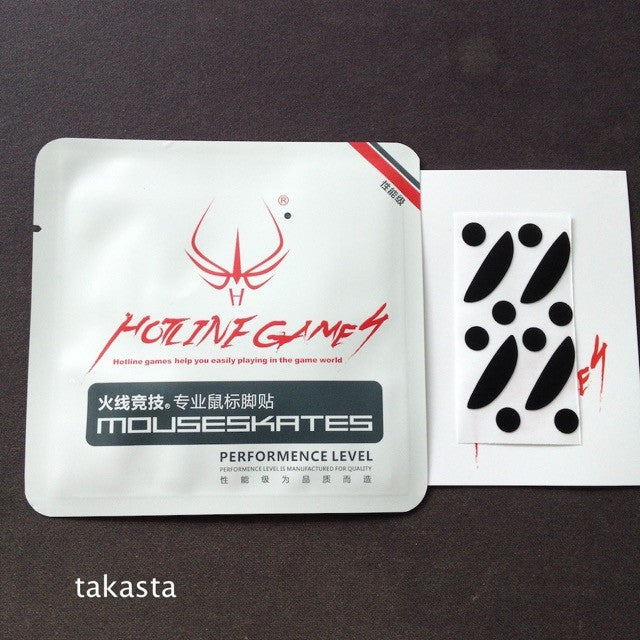 性能级
®
HOTLINE GAMES
Hotline games help you easily playing in the game world
火线竞技® 专业鼠标脚贴
MOUSESKATES
PERFORMENCE LEVEL
PERFORMENCE LEVEL IS MANUFACTURED FOR QUALITY
性能级为品质而造
ES
takasta